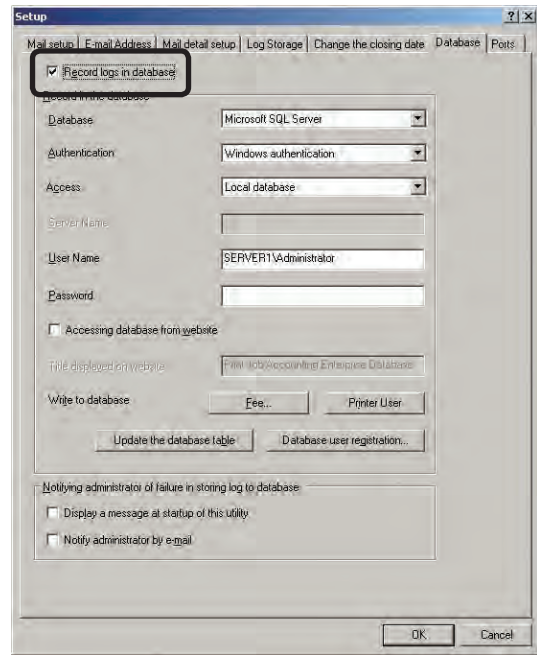 Setup
Mail setup E-mail Address Mail detail setup Log Storage Change the closing date Database Ports
Record logs in database
Record in the database
Database Microsoft SQL Server
Authentication Windows authentication
Access Local database
Server Name
User Name SERVER1\Administrator
Password
Accessing database from website
Title displayed on website Print Job Accounting Enterprise Database
Write to database Fee... Printer User
Update the database table Database user registration...
Notifying administrator of failure in storing log to database
Display a message at startup of this utility
Notify administrator by e-mail
OK Cancel